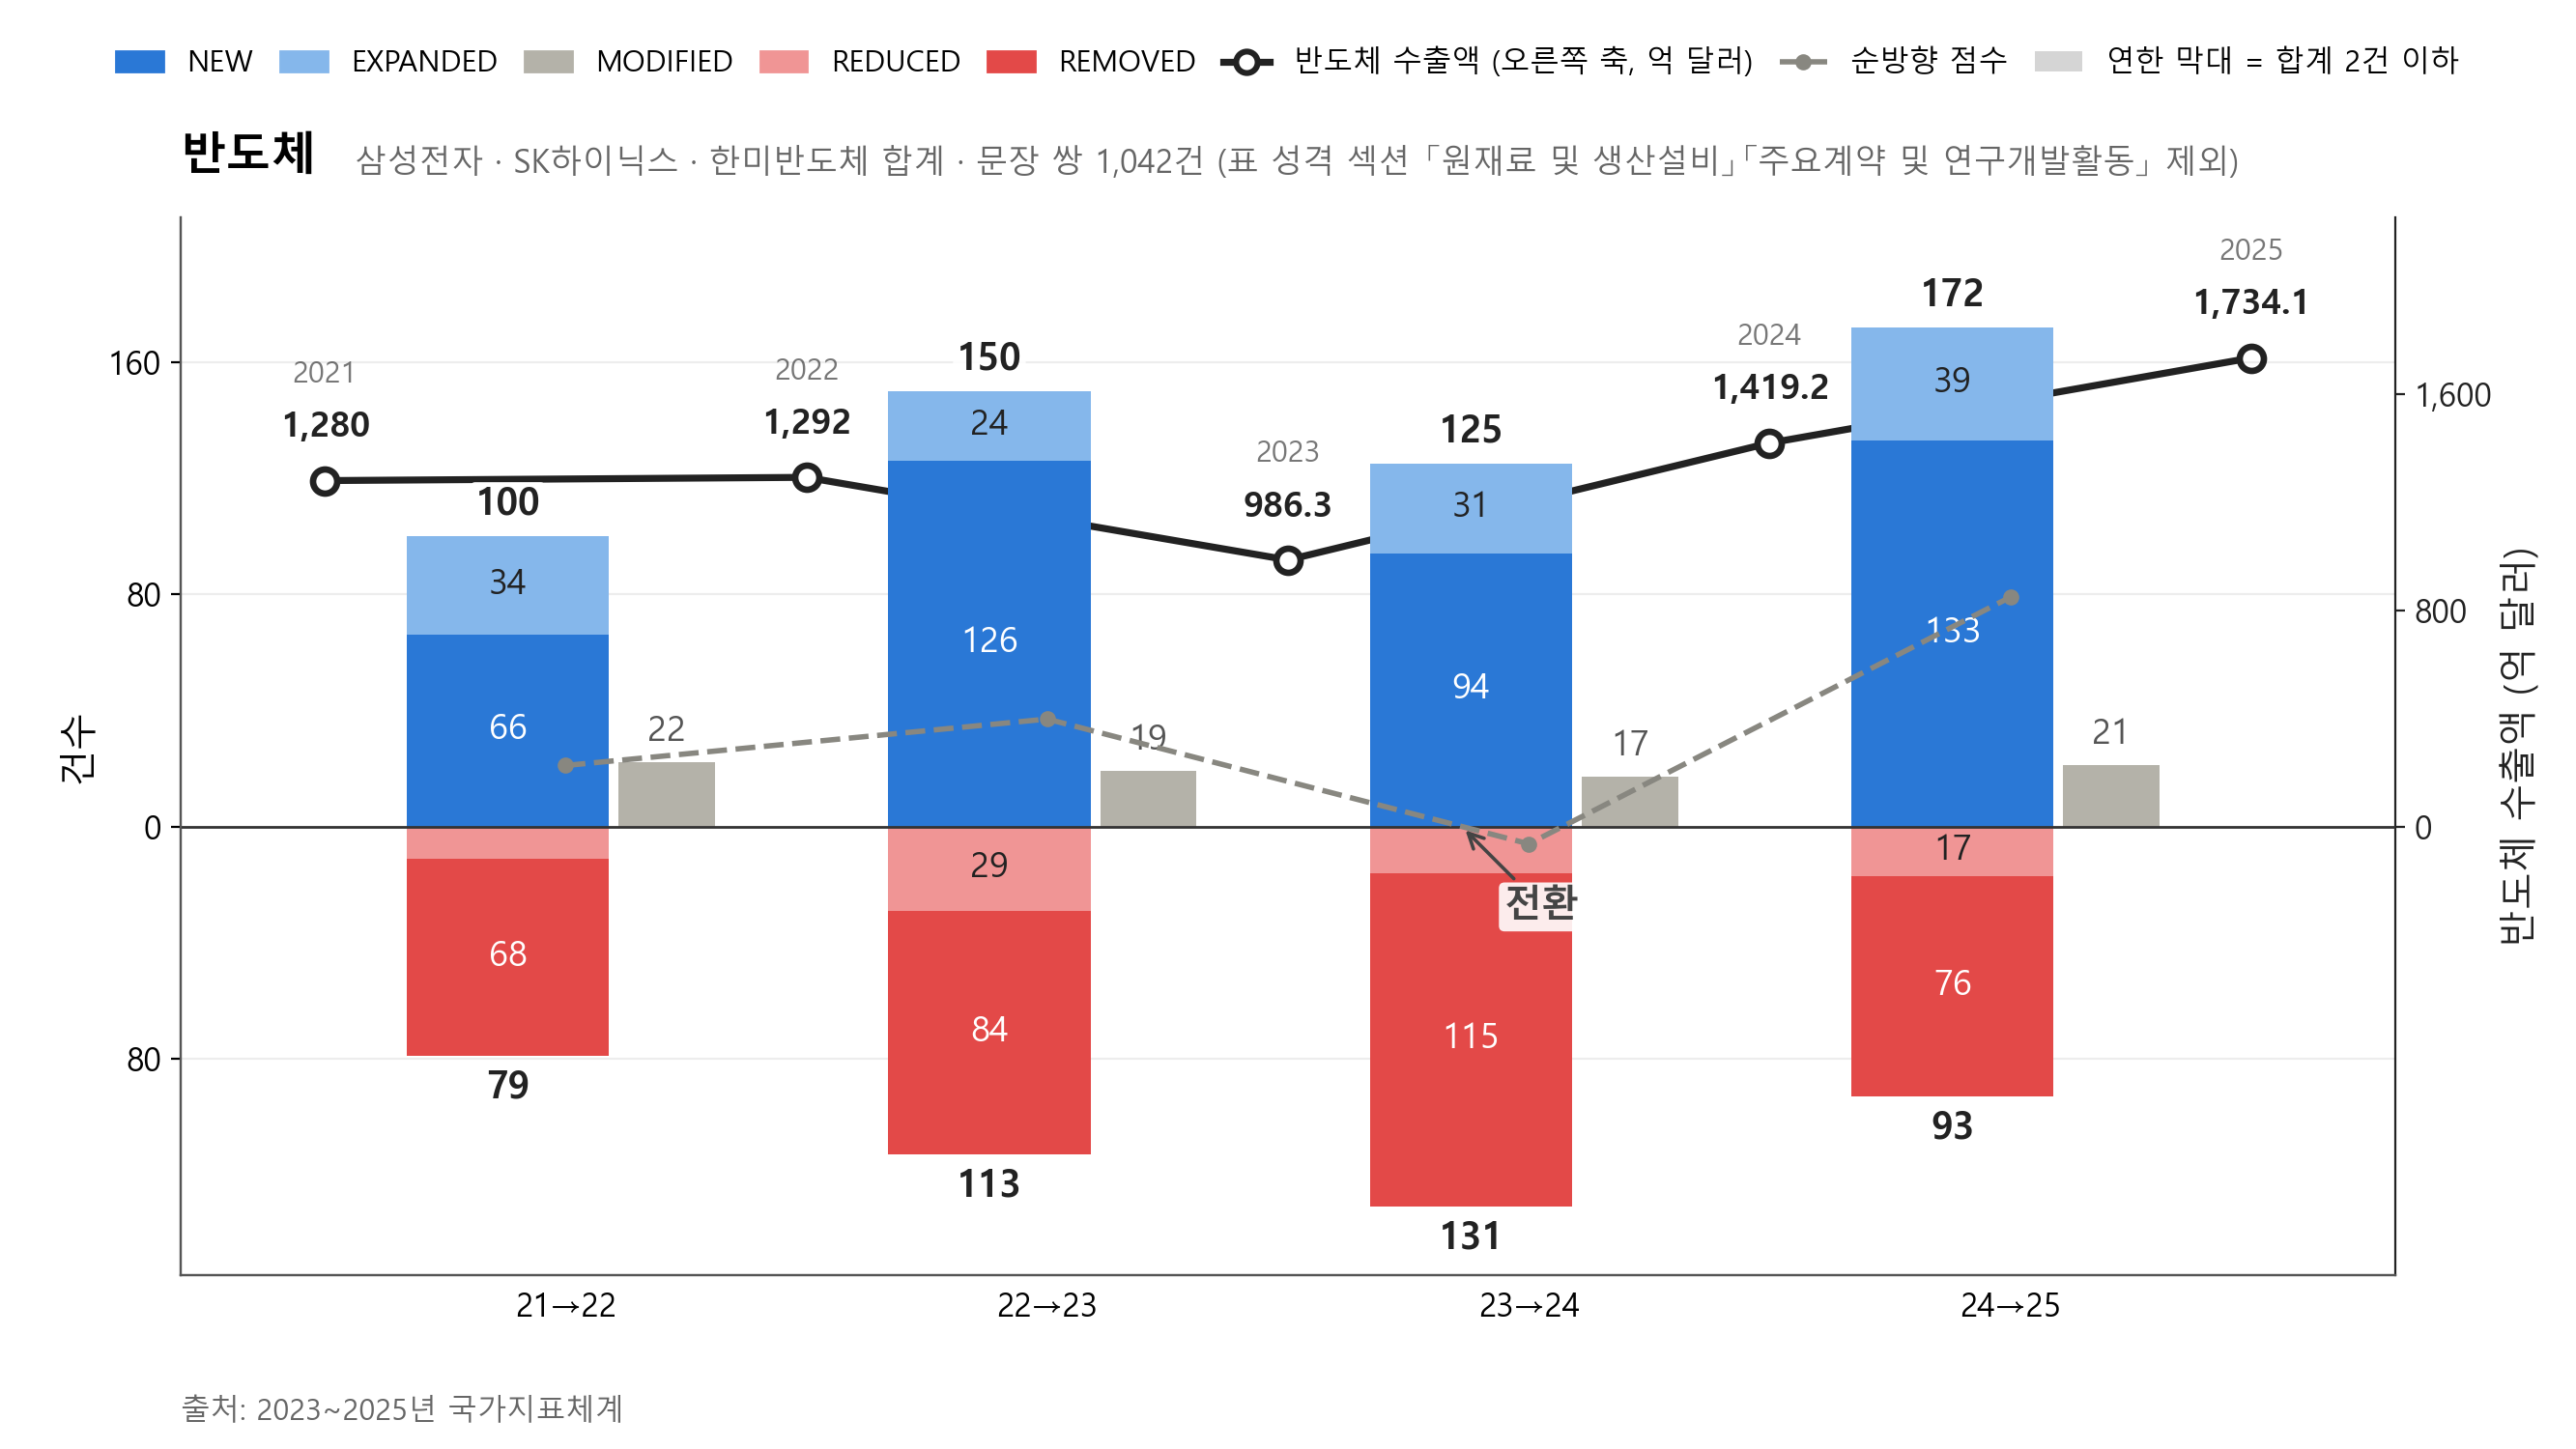 NEW EXPANDED MODIFIED REDUCED REMOVED 반도체 수출액 (오른쪽 축, 억 달러) 순방향 점수 연한 막대 = 합계 2건 이하
반도체 삼성전자 · SK하이닉스 · 한미반도체 합계 · 문장 쌍 1,042건 (표 성격 섹션 「원재료 및 생산설비」「주요계약 및 연구개발활동」 제외)
2025
172 1,734.1
2024
150 160
2021 2022
39
1,419.2 1,600
1,280 1,292 24 125
2023
100 986.3 31
34 80
800
126 133
94
66 22 19 17 21
건수
반도체 수출액 (억 달러)
0 0
29 17
전환
68 76
84 115
80
79
93
113
131
21→22 22→23 23→24 24→25
출처: 2023~2025년 국가지표체계